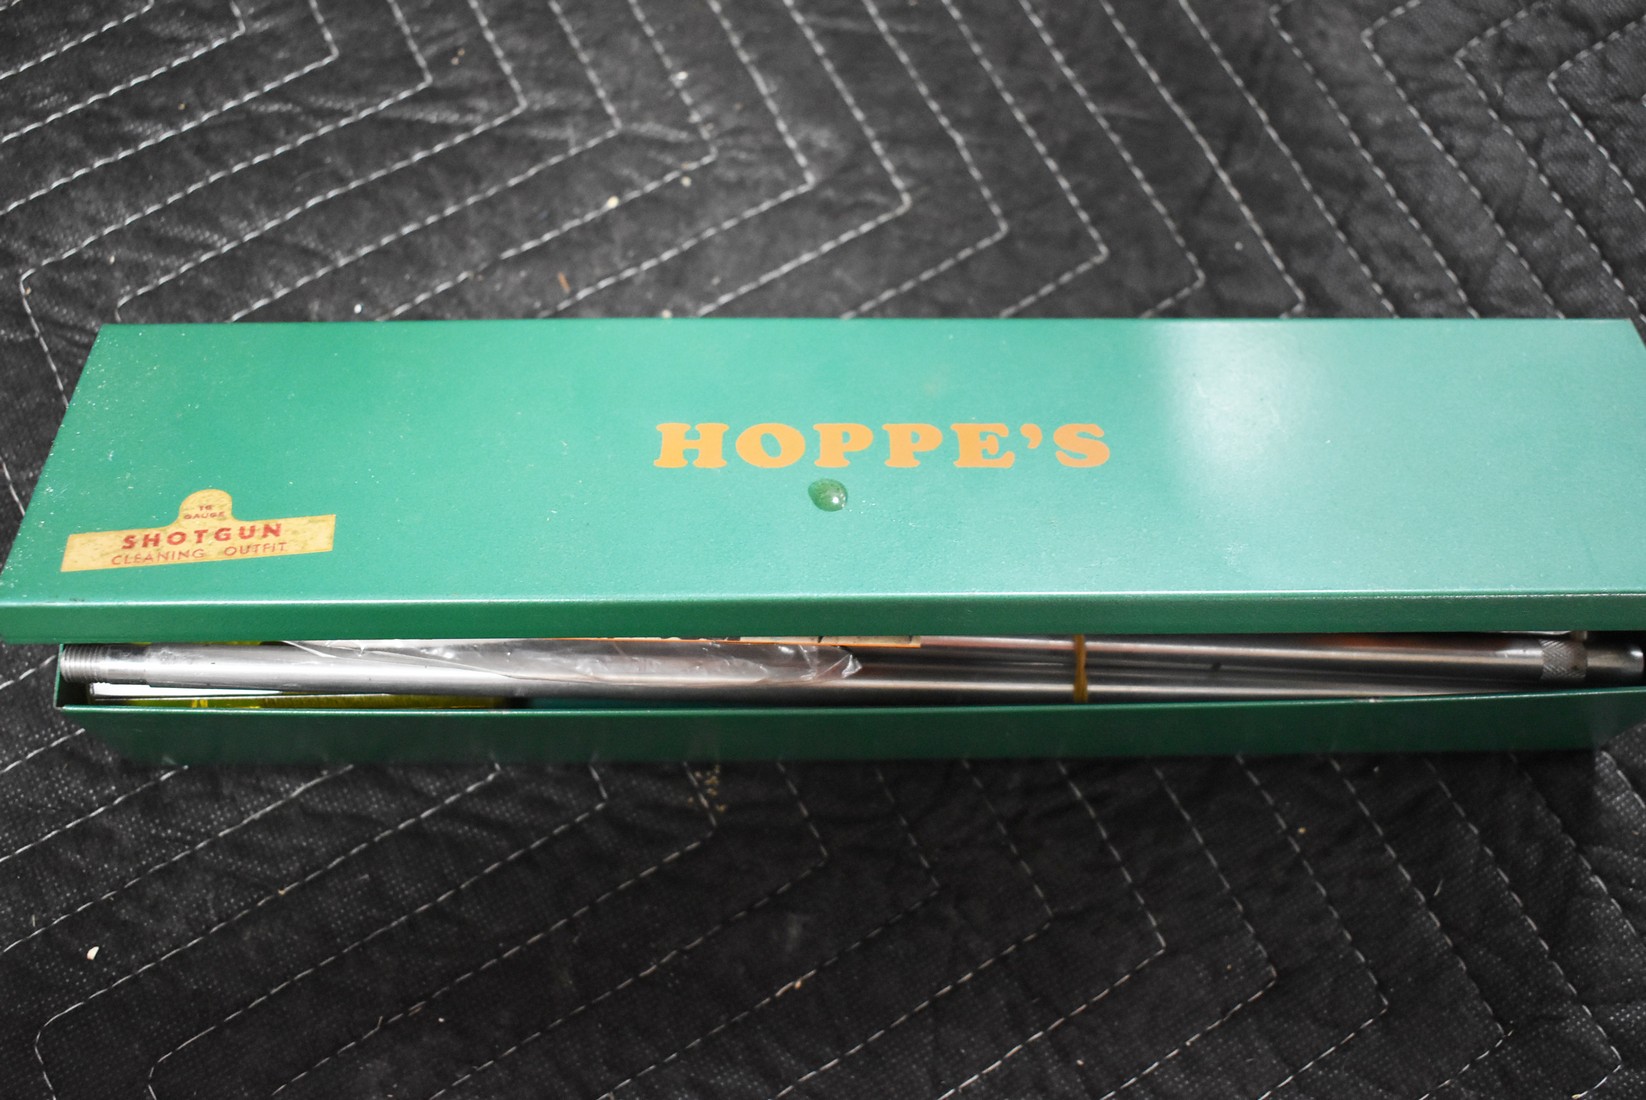 HOPPE'S
16
GAUGE
SHOTGUN
CLEANING OUTFIT